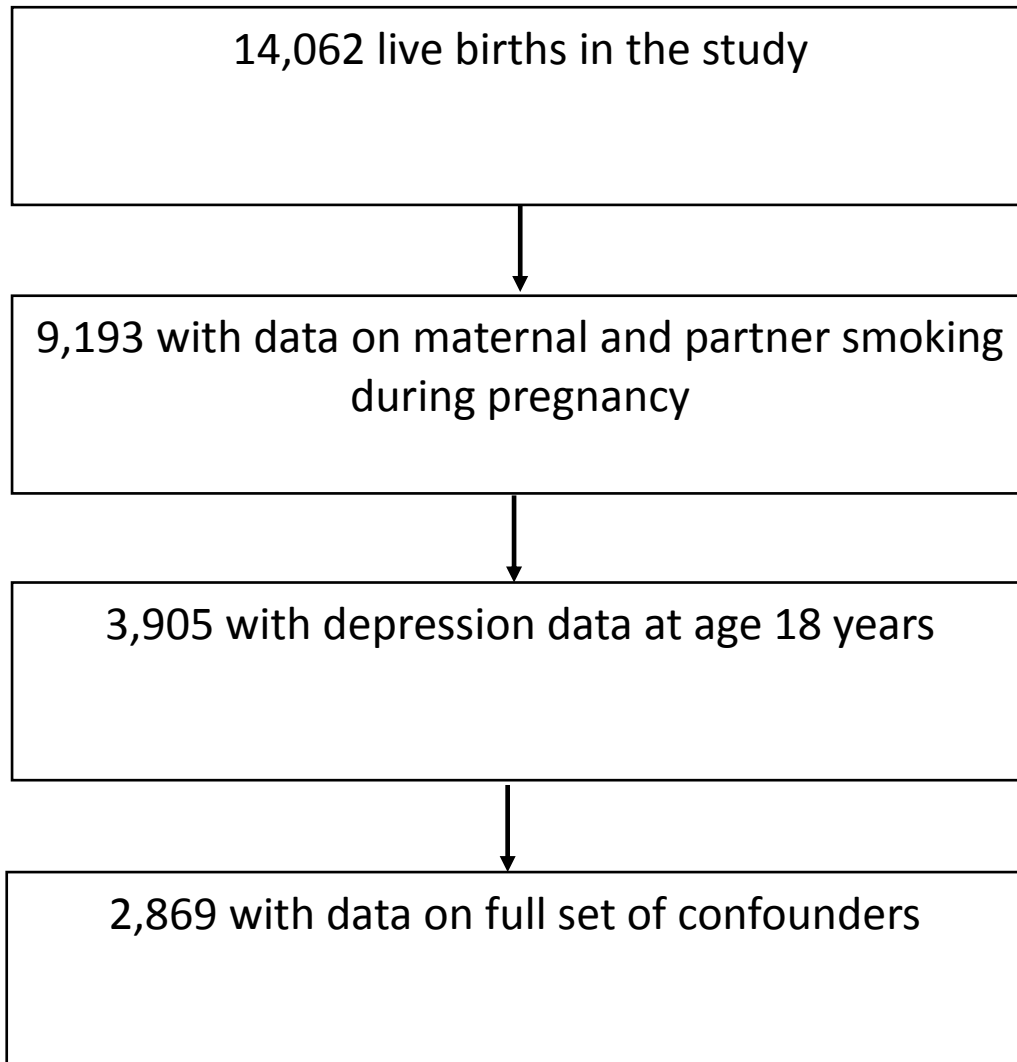 14,062 live births in the study
9,193 with data on maternal and partner smoking
during pregnancy
3,905 with depression data at age 18 years
2,869 with data on full set of confounders